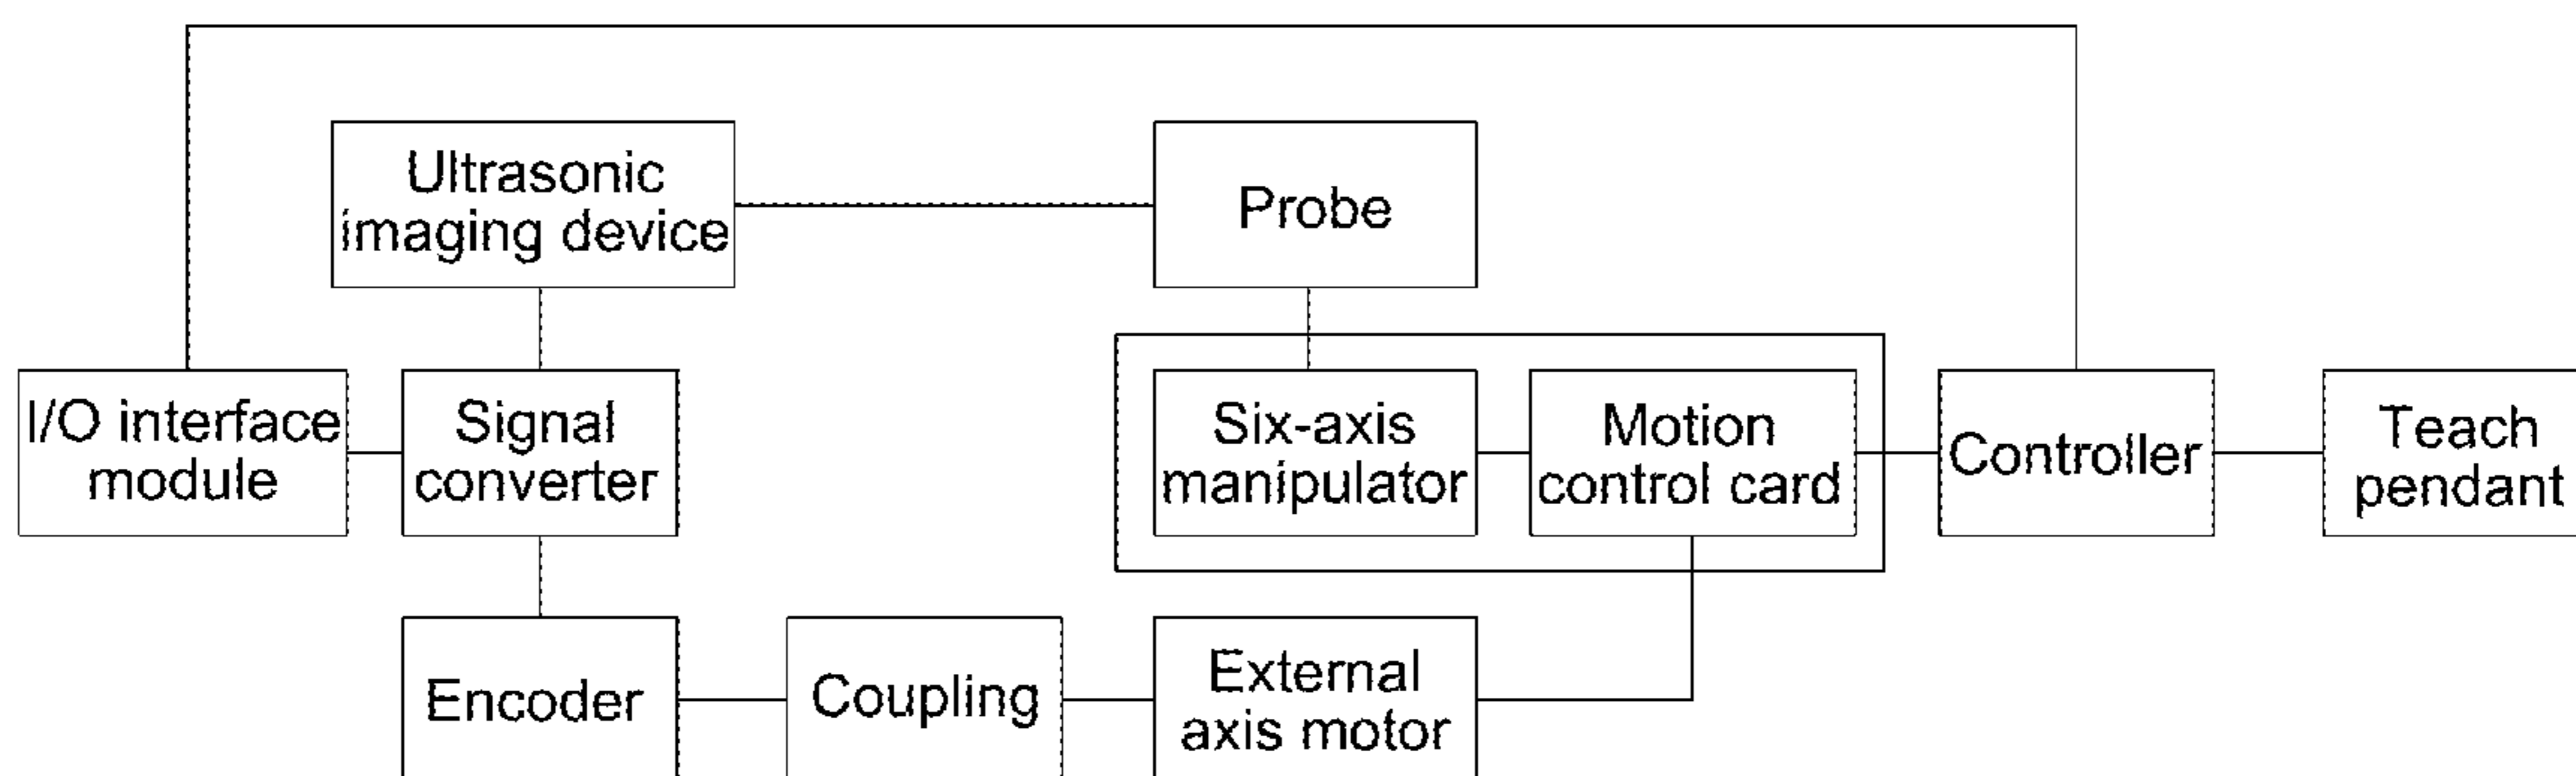 Ultrasonic
imaging device
Probe
I/O interface
module
Signal
converter
Six-axis
manipulator
Motion
control card
Controller
Teach
pendant
Encoder
Coupling
External
axis motor